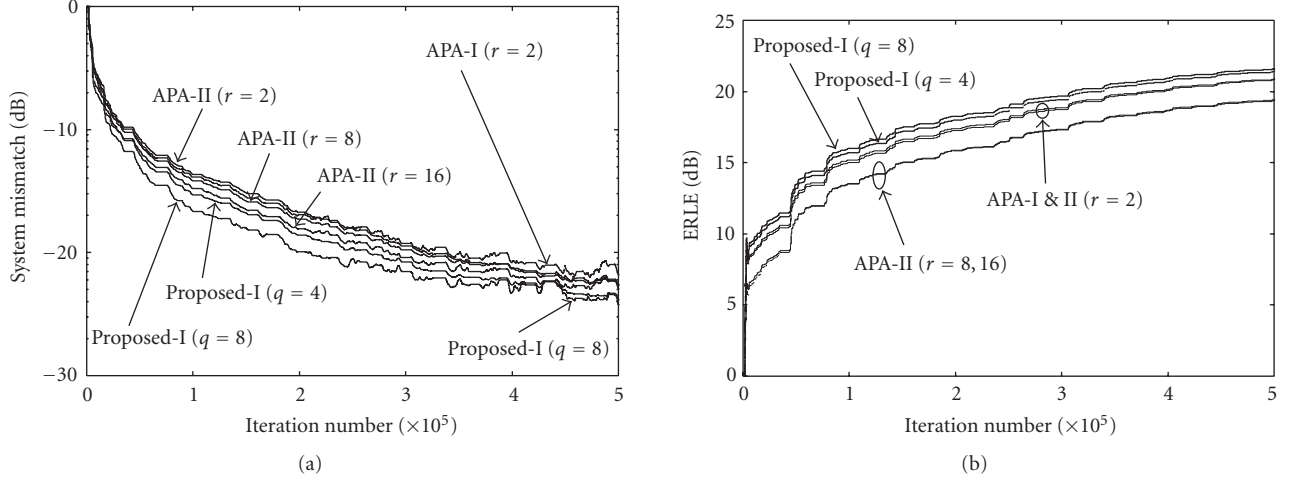 0
−10
−20
−30
System mismatch (dB)
APA-I (r = 2)
APA-II (r = 2)
APA-II (r = 8)
APA-II (r = 16)
Proposed-I (q = 4)
Proposed-I (q = 8)
Proposed-I (q = 8)
0 1 2 3 4 5
Iteration number (×10⁵)
(a)
25
20
15
10
5
0
ERLE (dB)
Proposed-I (q = 8)
Proposed-I (q = 4)
APA-I & II (r = 2)
APA-II (r = 8, 16)
0 1 2 3 4 5
Iteration number (×10⁵)
(b)